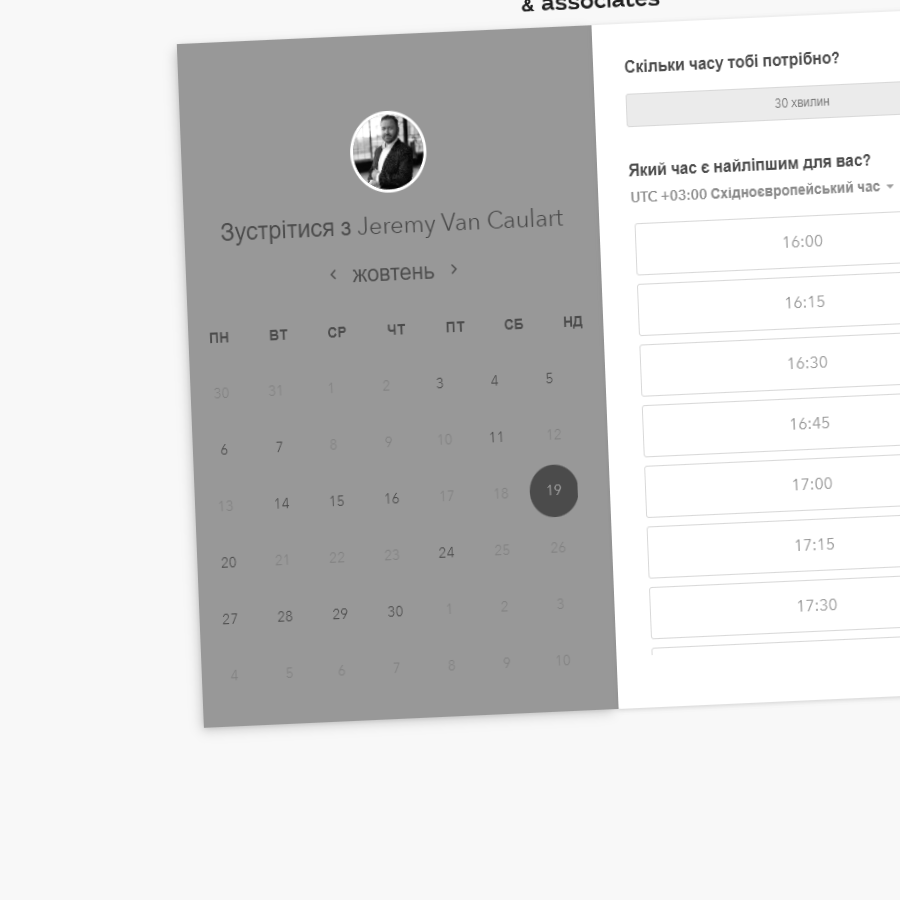 & associates
Зустрітися з Jeremy Van Caulart
жовтень
ПН ВТ СР ЧТ ПТ СБ НД
30 31 1 2 3 4 5
6 7 8 9 10 11 12
13 14 15 16 17 18 19
20 21 22 23 24 25 26
27 28 29 30 1 2 3
4 5 6 7 8 9 10
Скільки часу тобі потрібно?
30 хвилин
Який час є найліпшим для вас?
UTC +03:00 Східноєвропейський час
16:00
16:15
16:30
16:45
17:00
17:15
17:30